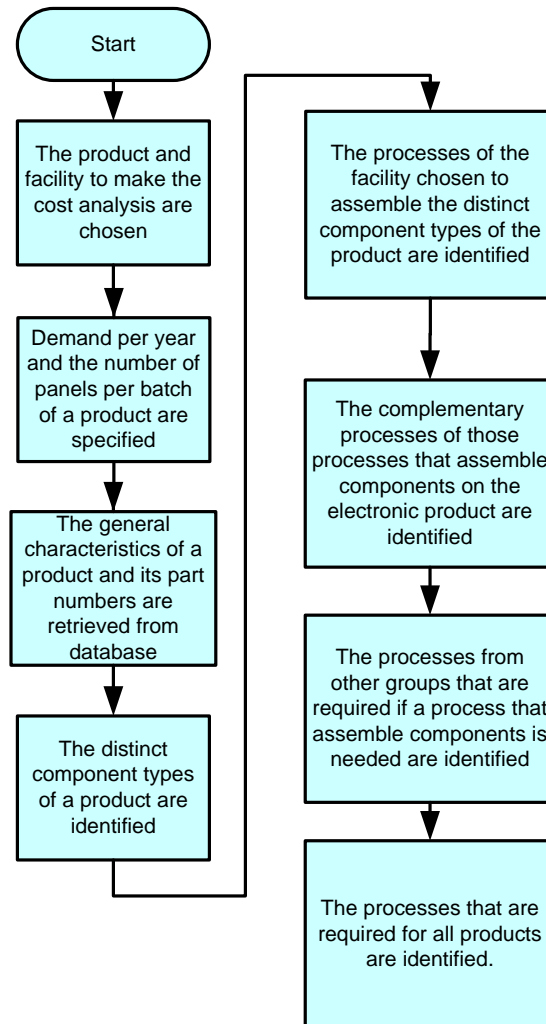 Start
The product and
facility to make the
cost analysis are
chosen
Demand per year
and the number of
panels per batch
of a product are
specified
The general
characteristics of a
product and its part
numbers are
retrieved from
database
The distinct
component types
of a product are
identified
The processes of the
facility chosen to
assemble the distinct
component types of the
product are identified
The complementary
processes of those
processes that assemble
components on the
electronic product are
identified
The processes from
other groups that are
required if a process that
assemble components is
needed are identified
The processes that are
required for all products
are identified.